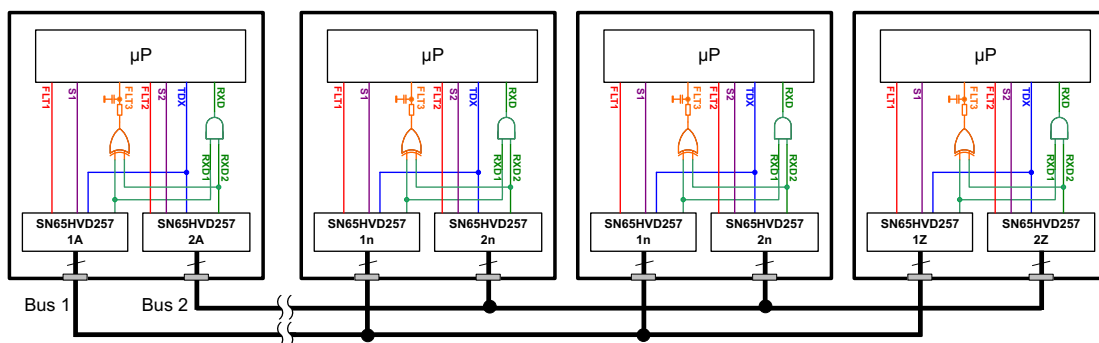 µP
FLT1
S1
FLT3
FLT2
S2
TDX
RXD
RXD1
RXD2
SN65HVD257
1A
SN65HVD257
2A
µP
FLT1
S1
FLT3
FLT2
S2
TDX
RXD
RXD1
RXD2
SN65HVD257
1n
SN65HVD257
2n
µP
FLT1
S1
FLT3
FLT2
S2
TDX
RXD
RXD1
RXD2
SN65HVD257
1n
SN65HVD257
2n
µP
FLT1
S1
FLT3
FLT2
S2
TDX
RXD
RXD1
RXD2
SN65HVD257
1Z
SN65HVD257
2Z
Bus 1
Bus 2